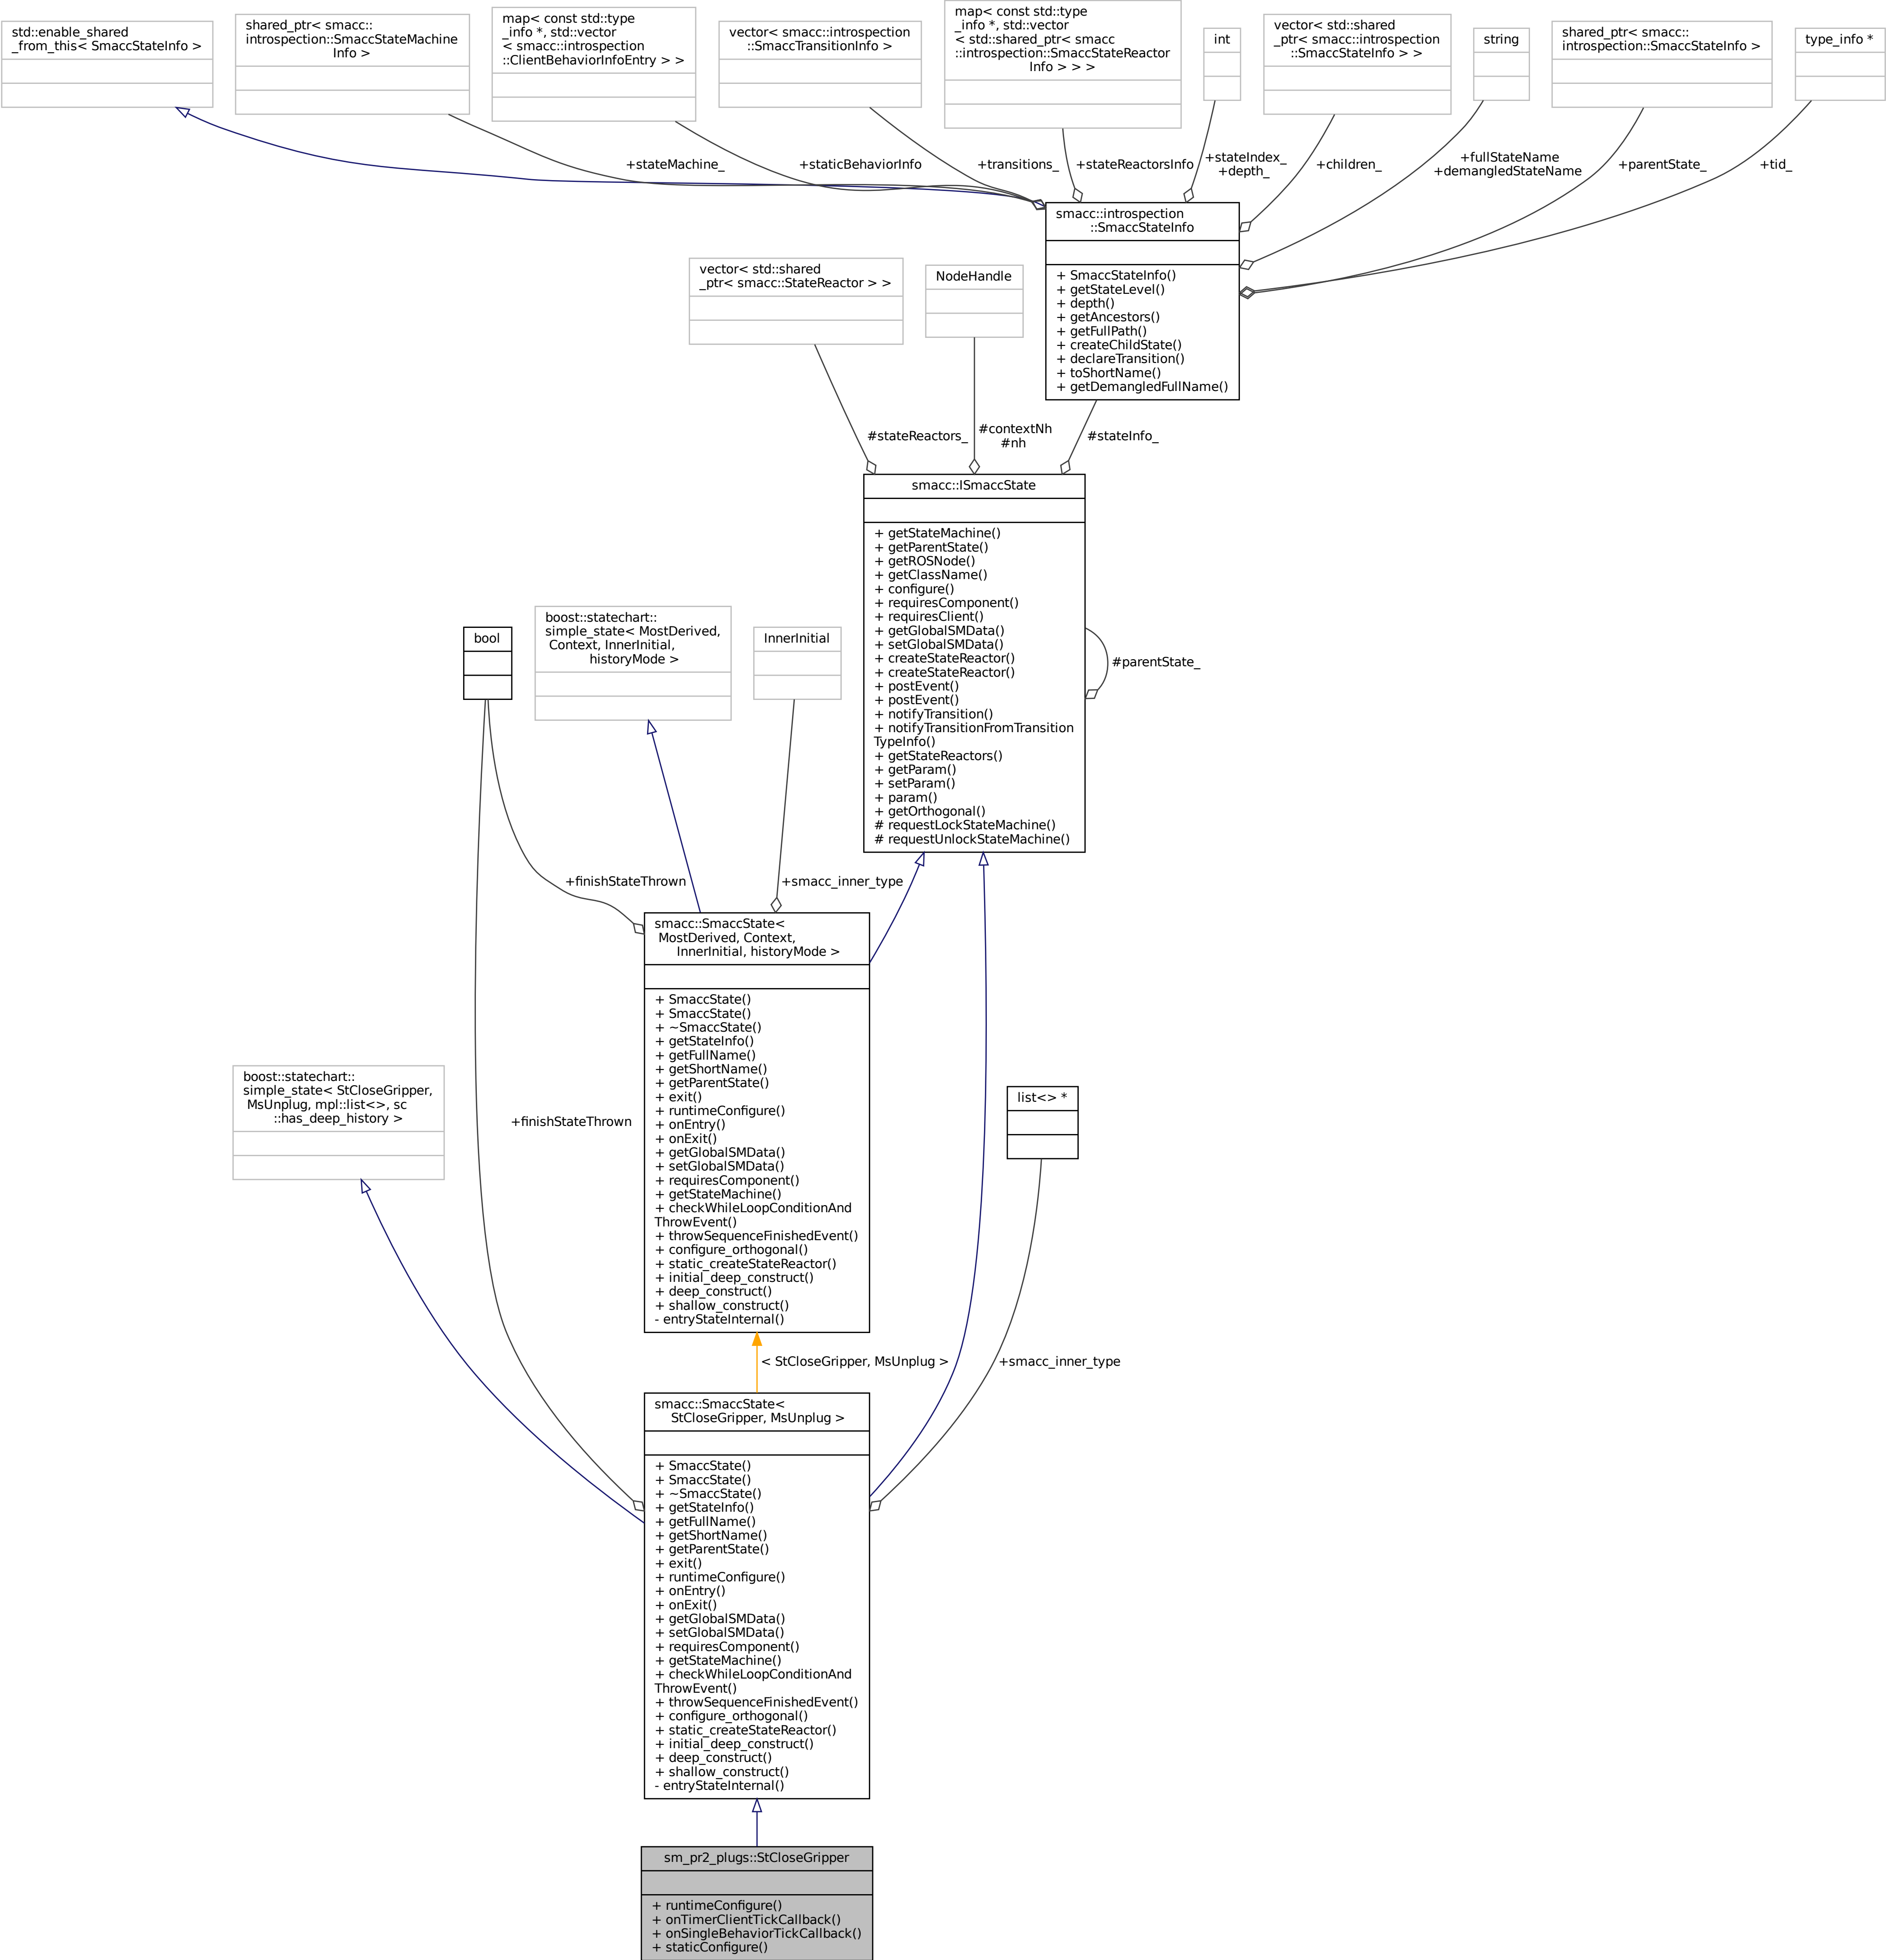 std::enable_shared
_from_this< SmaccStateInfo >
shared_ptr< smacc::
introspection::SmaccStateMachine
Info >
map< const std::type
_info *, std::vector
< smacc::introspection
::ClientBehaviorInfoEntry > >
vector< smacc::introspection
::SmaccTransitionInfo >
map< const std::type
_info *, std::vector
< std::shared_ptr< smacc
::introspection::SmaccStateReactor
Info > > >
int
vector< std::shared
_ptr< smacc::introspection
::SmaccStateInfo > >
string
shared_ptr< smacc::
introspection::SmaccStateInfo >
type_info *
+stateMachine_
+staticBehaviorInfo
+transitions_
+stateReactorsInfo
+stateIndex_
+depth_
+children_
+fullStateName
+demangledStateName
+parentState_
+tid_
smacc::introspection
::SmaccStateInfo
+ SmaccStateInfo()
+ getStateLevel()
+ depth()
+ getAncestors()
+ getFullPath()
+ createChildState()
+ declareTransition()
+ toShortName()
+ getDemangledFullName()
vector< std::shared
_ptr< smacc::StateReactor > >
NodeHandle
#stateReactors_
#contextNh
#nh
#stateInfo_
smacc::ISmaccState
+ getStateMachine()
+ getParentState()
+ getROSNode()
+ getClassName()
+ configure()
+ requiresComponent()
+ requiresClient()
+ getGlobalSMData()
+ setGlobalSMData()
+ createStateReactor()
+ createStateReactor()
+ postEvent()
+ postEvent()
+ notifyTransition()
+ notifyTransitionFromTransition
TypeInfo()
+ getStateReactors()
+ getParam()
+ setParam()
+ param()
+ getOrthogonal()
# requestLockStateMachine()
# requestUnlockStateMachine()
#parentState_
bool
boost::statechart::
simple_state< MostDerived,
Context, InnerInitial,
historyMode >
InnerInitial
+finishStateThrown
+smacc_inner_type
smacc::SmaccState<
MostDerived, Context,
InnerInitial, historyMode >
+ SmaccState()
+ SmaccState()
+ ~SmaccState()
+ getStateInfo()
+ getFullName()
+ getShortName()
+ getParentState()
+ exit()
+ runtimeConfigure()
+ onEntry()
+ onExit()
+ getGlobalSMData()
+ setGlobalSMData()
+ requiresComponent()
+ getStateMachine()
+ checkWhileLoopConditionAnd
ThrowEvent()
+ throwSequenceFinishedEvent()
+ configure_orthogonal()
+ static_createStateReactor()
+ initial_deep_construct()
+ deep_construct()
+ shallow_construct()
- entryStateInternal()
boost::statechart::
simple_state< StCloseGripper,
MsUnplug, mpl::list<>, sc
::has_deep_history >
+finishStateThrown
list<> *
< StCloseGripper, MsUnplug >
+smacc_inner_type
smacc::SmaccState<
StCloseGripper, MsUnplug >
+ SmaccState()
+ SmaccState()
+ ~SmaccState()
+ getStateInfo()
+ getFullName()
+ getShortName()
+ getParentState()
+ exit()
+ runtimeConfigure()
+ onEntry()
+ onExit()
+ getGlobalSMData()
+ setGlobalSMData()
+ requiresComponent()
+ getStateMachine()
+ checkWhileLoopConditionAnd
ThrowEvent()
+ throwSequenceFinishedEvent()
+ configure_orthogonal()
+ static_createStateReactor()
+ initial_deep_construct()
+ deep_construct()
+ shallow_construct()
- entryStateInternal()
sm_pr2_plugs::StCloseGripper
+ runtimeConfigure()
+ onTimerClientTickCallback()
+ onSingleBehaviorTickCallback()
+ staticConfigure()